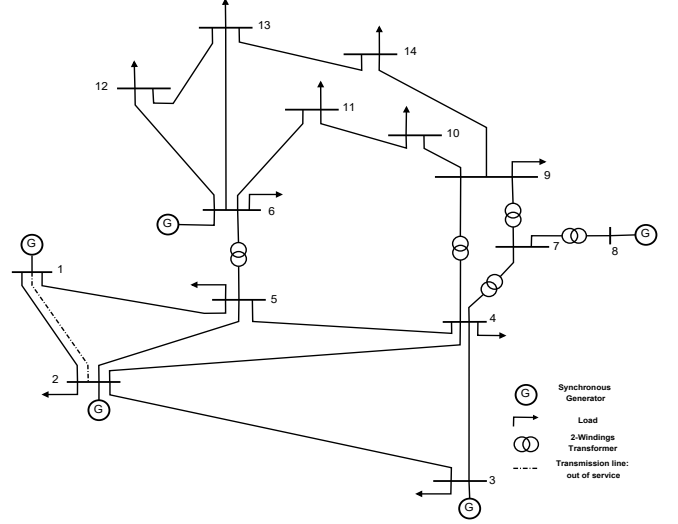 13
14
12
11
10
9
6
G
G
7
8
G
1
5
4
2
G
3
G
G
Synchronous
Generator
Load
2-Windings
Transformer
Transmission line:
out of service